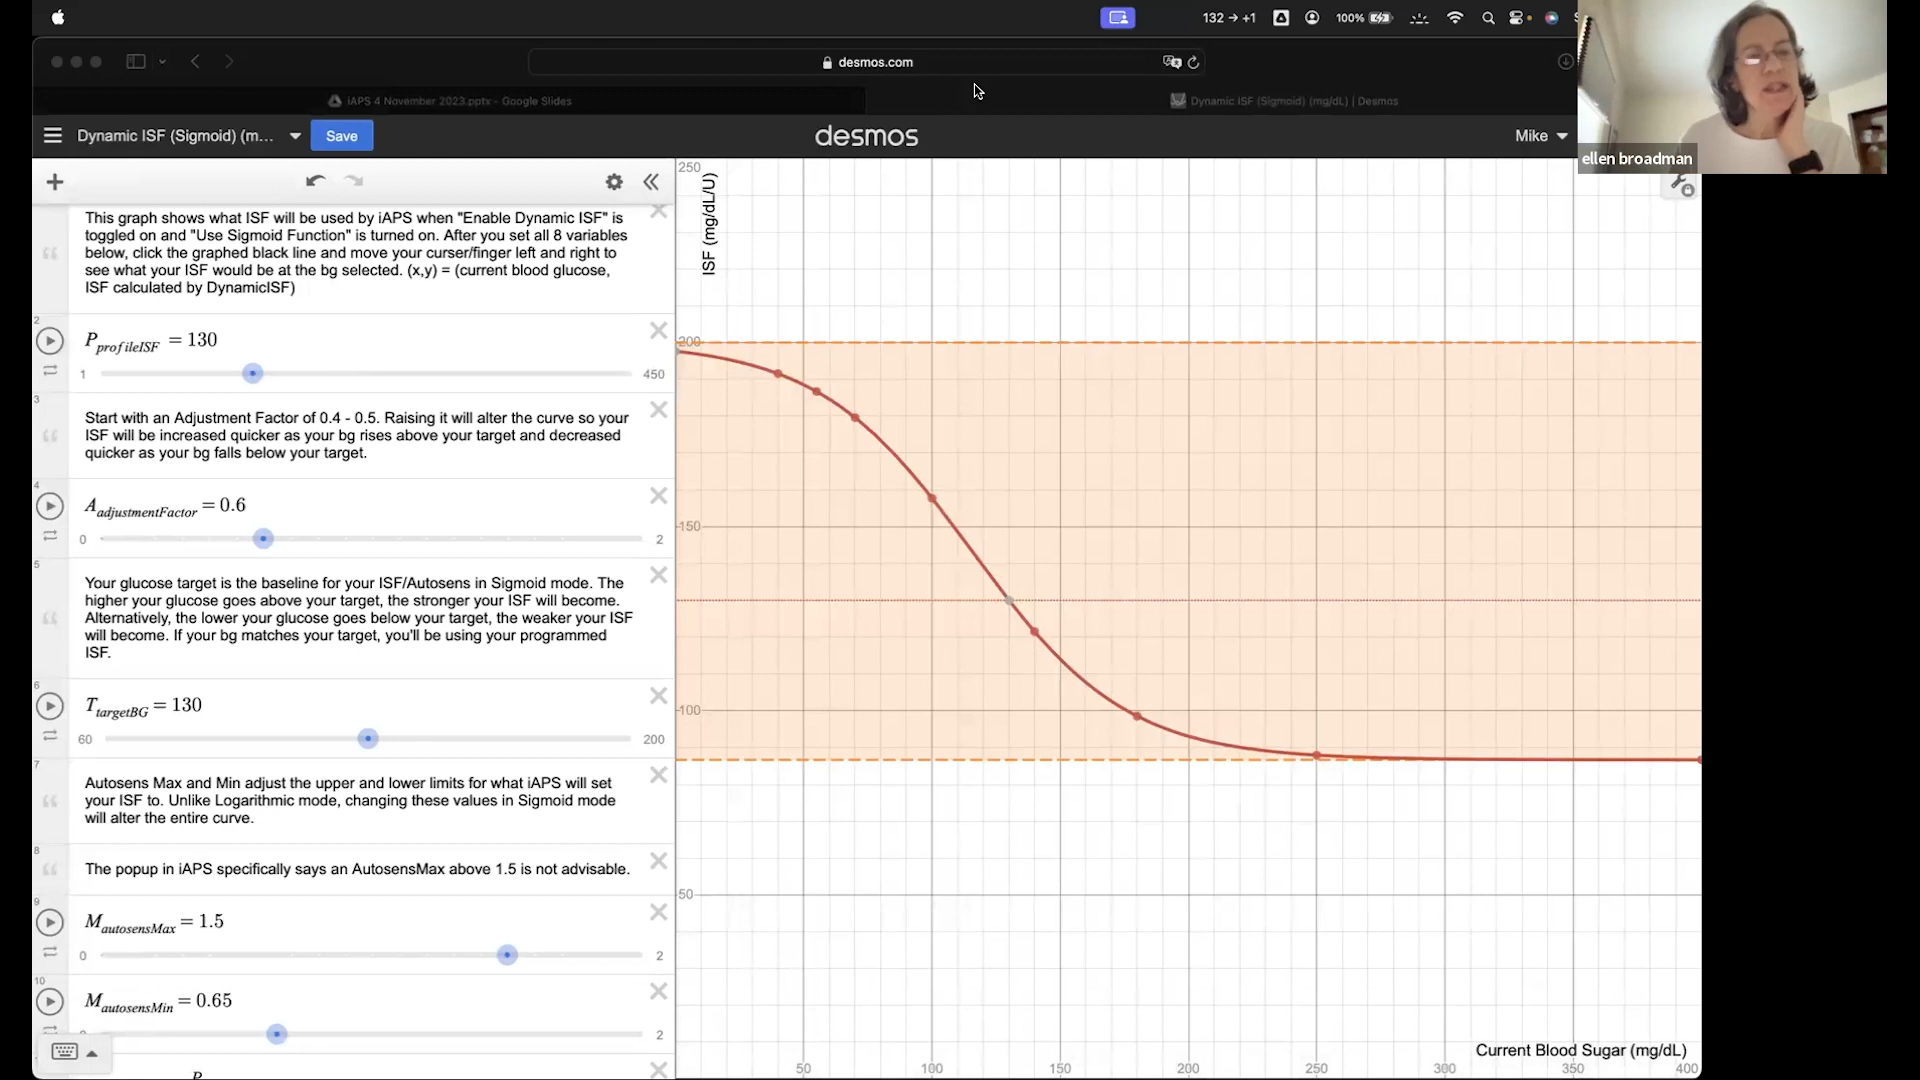 132 → +1
100%
desmos.com
iAPS 4 November 2023.pptx - Google Slides
Dynamic ISF (Sigmoid) (mg/dL) | Desmos
Dynamic ISF (Sigmoid) (m...
Save
desmos
Mike
ellen broadman
This graph shows what ISF will be used by iAPS when "Enable Dynamic ISF" is
toggled on and "Use Sigmoid Function" is turned on. After you set all 8 variables
below, click the graphed black line and move your curser/finger left and right to
see what your ISF would be at the bg selected. (x,y) = (current blood glucose,
ISF calculated by DynamicISF)
2
PprofileISF = 130
1
450
3
Start with an Adjustment Factor of 0.4 - 0.5. Raising it will alter the curve so your
ISF will be increased quicker as your bg rises above your target and decreased
quicker as your bg falls below your target.
4
AadjustmentFactor = 0.6
0
2
5
Your glucose target is the baseline for your ISF/Autosens in Sigmoid mode. The
higher your glucose goes above your target, the stronger your ISF will become.
Alternatively, the lower your glucose goes below your target, the weaker your ISF
will become. If your bg matches your target, you'll be using your programmed
ISF.
6
TtargetBG = 130
60
200
7
Autosens Max and Min adjust the upper and lower limits for what iAPS will set
your ISF to. Unlike Logarithmic mode, changing these values in Sigmoid mode
will alter the entire curve.
8
The popup in iAPS specifically says an AutosensMax above 1.5 is not advisable.
9
MautosensMax = 1.5
0
2
10
MautosensMin = 0.65
2
P
ISF (mg/dL/U)
250
200
150
100
50
Current Blood Sugar (mg/dL)
50
100
150
200
250
300
350
400